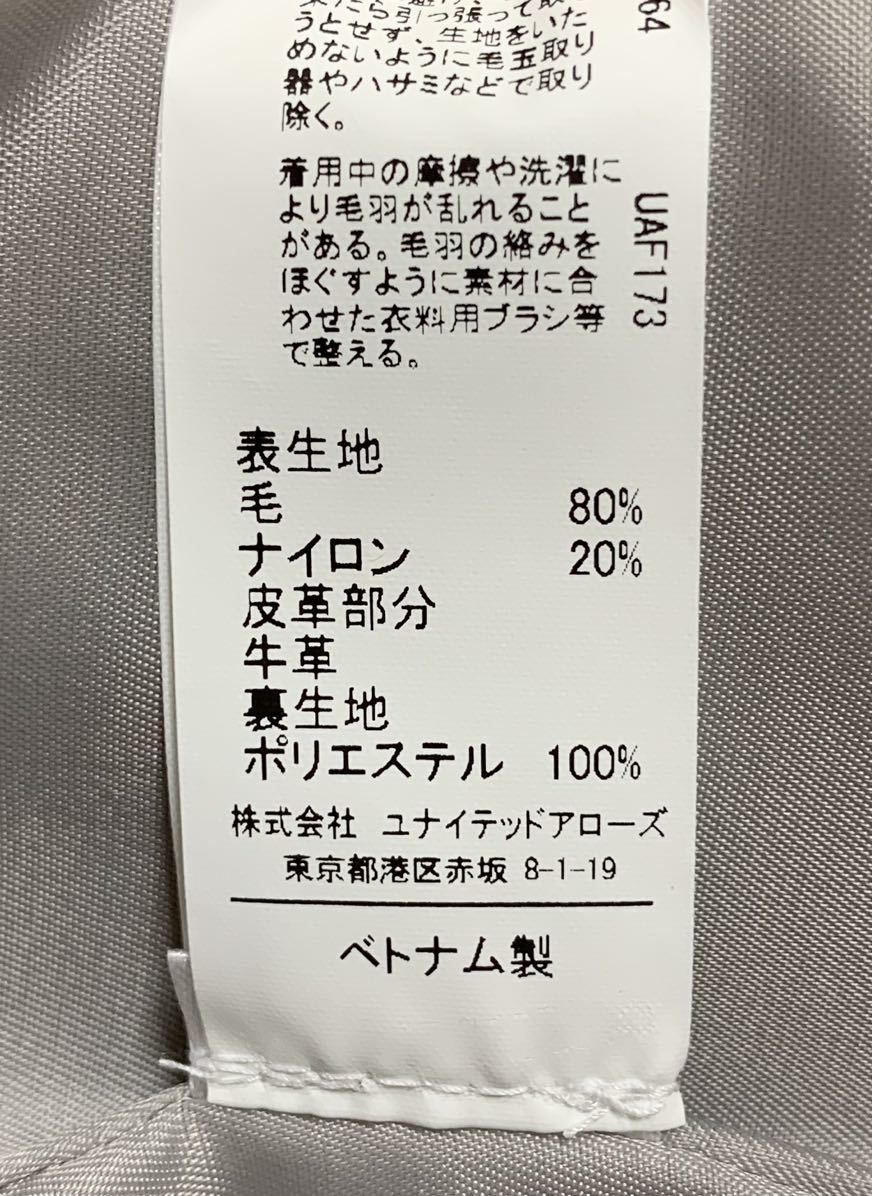 うとせず、生地をいた
めないように毛玉取り
器やハサミなどで取り
除く。
着用中の摩擦や洗濯に
より毛羽が乱れること
がある。毛羽の絡みを
ほぐすように素材に合
わせた衣料用ブラシ等
で整える。
64
UAF173
表生地
毛 80%
ナイロン 20%
皮革部分
牛革
裏生地
ポリエステル 100%
株式会社 ユナイテッドアローズ
東京都港区赤坂 8-1-19
ベトナム製